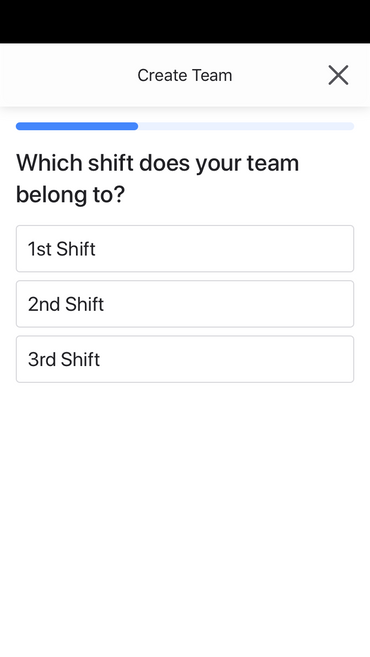 Create Team
Which shift does your team
belong to?
1st Shift
2nd Shift
3rd Shift